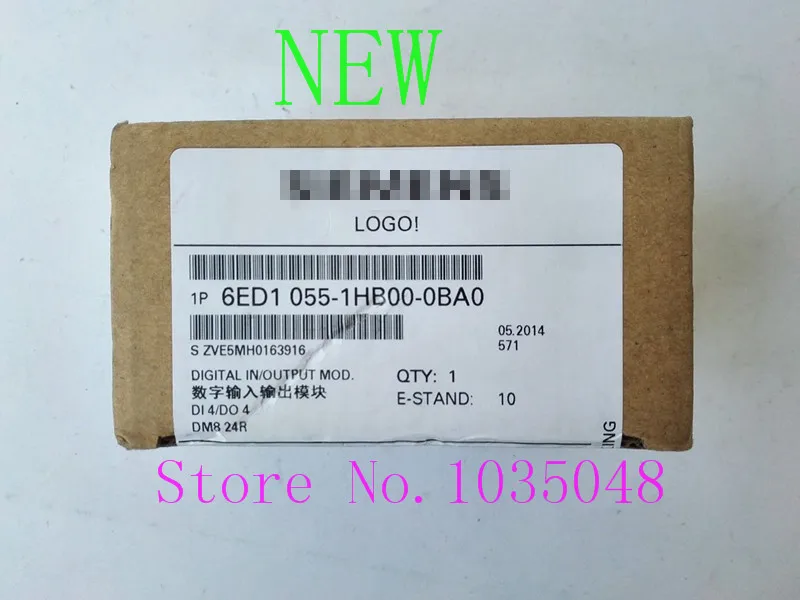 NEW
SIEMENS
LOGO!
1P 6ED1 055-1HB00-0BA0
S ZVE5MH0163916
05.2014
571
DIGITAL IN/OUTPUT MOD.
数字输入输出模块
DI 4/DO 4
DM8 24R
QTY: 1
E-STAND: 10
Store No.1035048